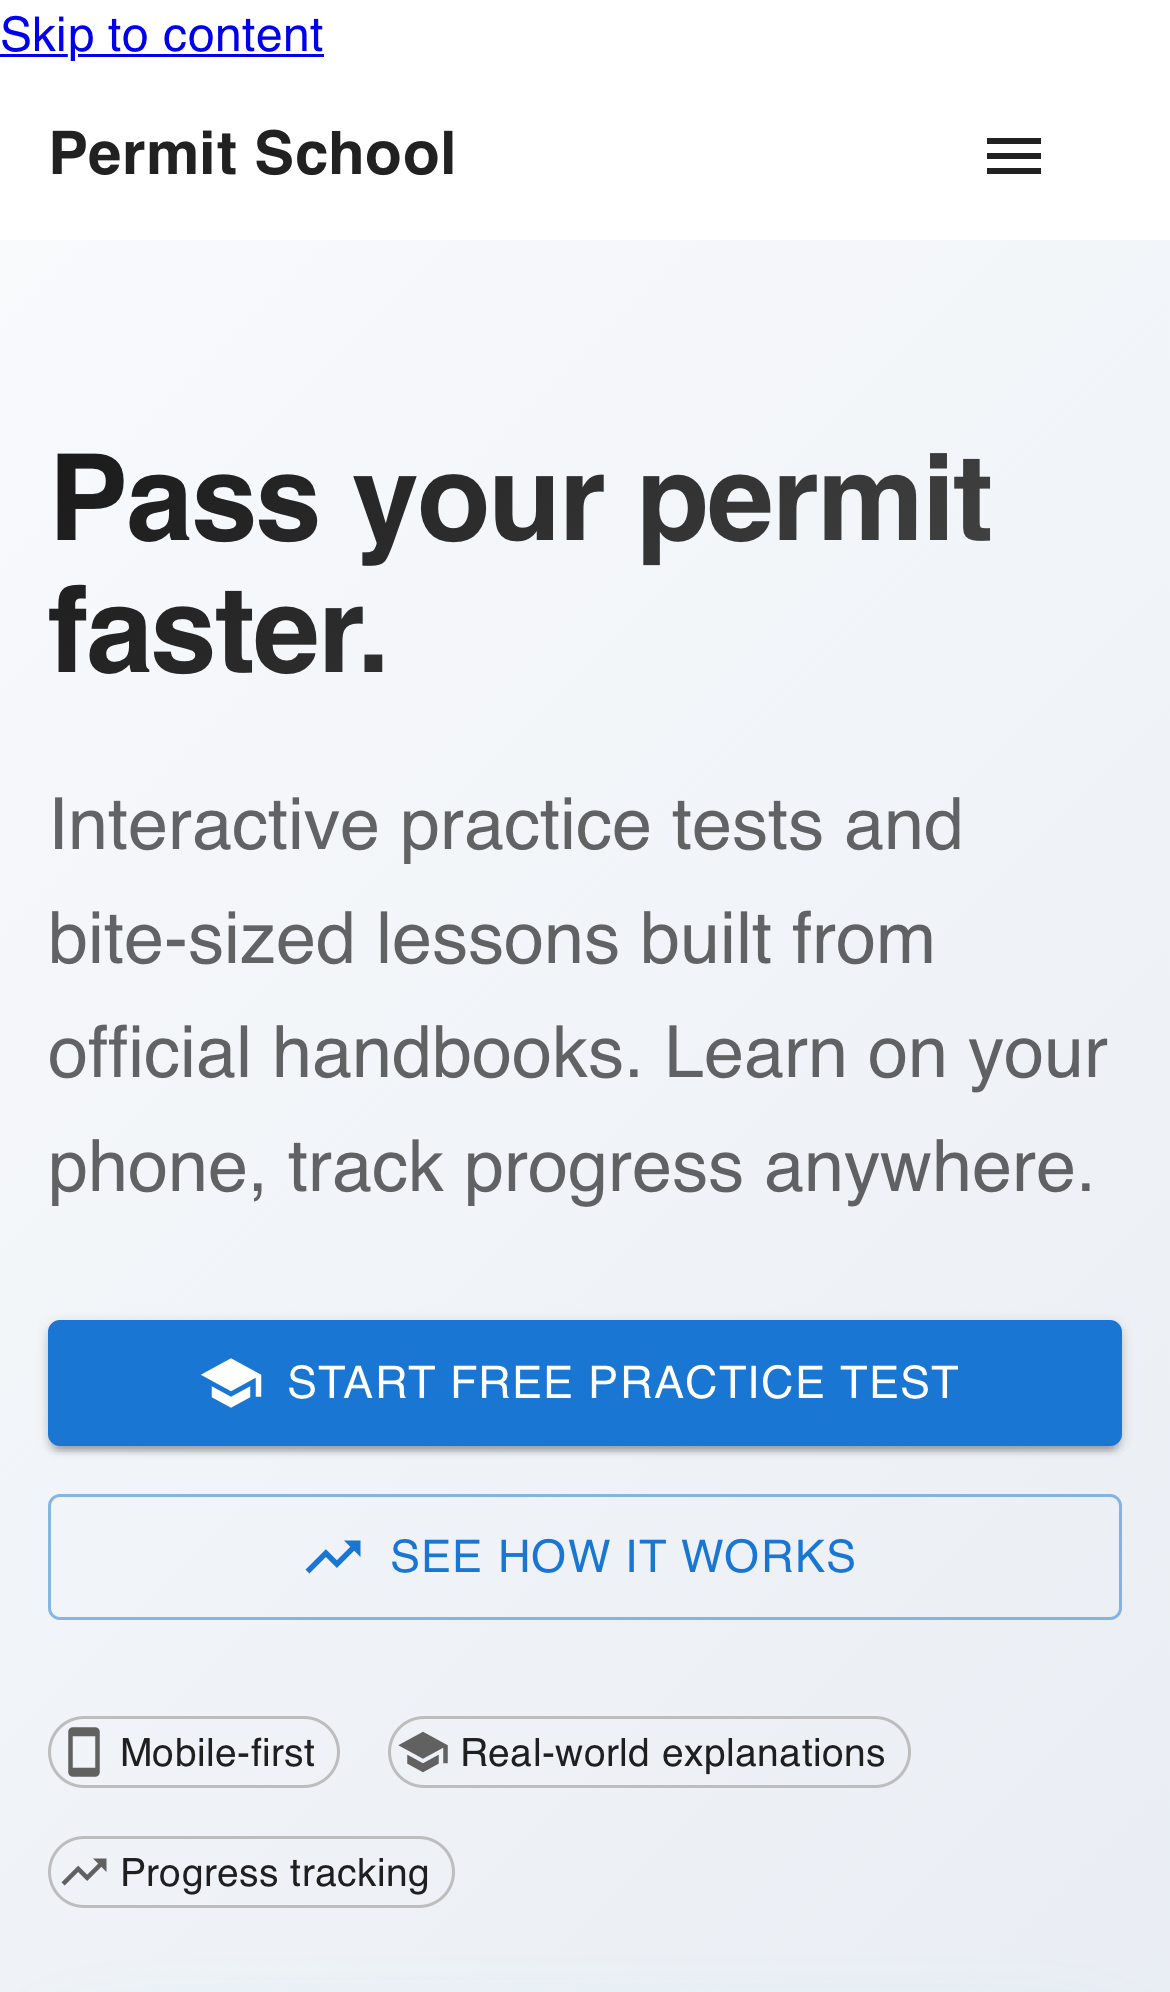 Skip to content
Permit School
Pass your permit
faster.
Interactive practice tests and
bite-sized lessons built from
official handbooks. Learn on your
phone, track progress anywhere.
START FREE PRACTICE TEST
SEE HOW IT WORKS
Mobile-first
Real-world explanations
Progress tracking